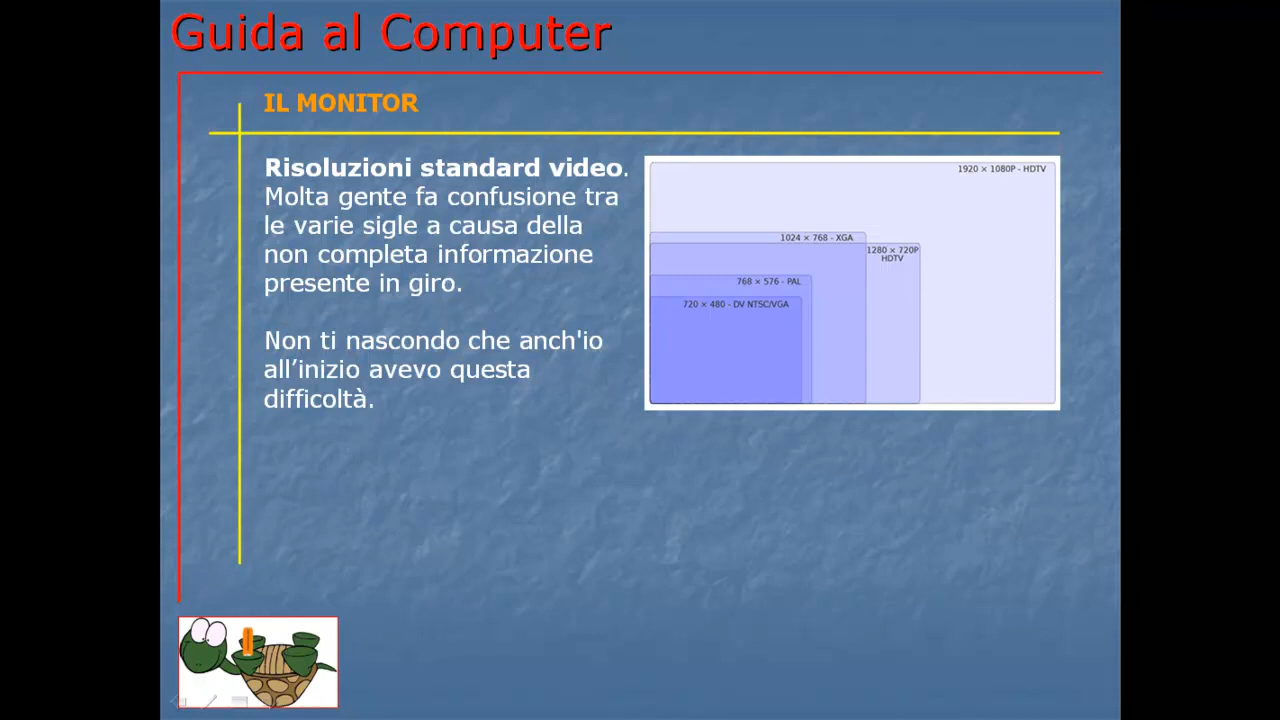 Guida al Computer
IL MONITOR
Risoluzioni standard video.
Molta gente fa confusione tra
le varie sigle a causa della
non completa informazione
presente in giro.
Non ti nascondo che anch'io
all’inizio avevo questa
difficoltà.
1920 × 1080P - HDTV
1024 × 768 - XGA
1280 × 720P
HDTV
768 × 576 - PAL
720 × 480 - DV NTSC/VGA